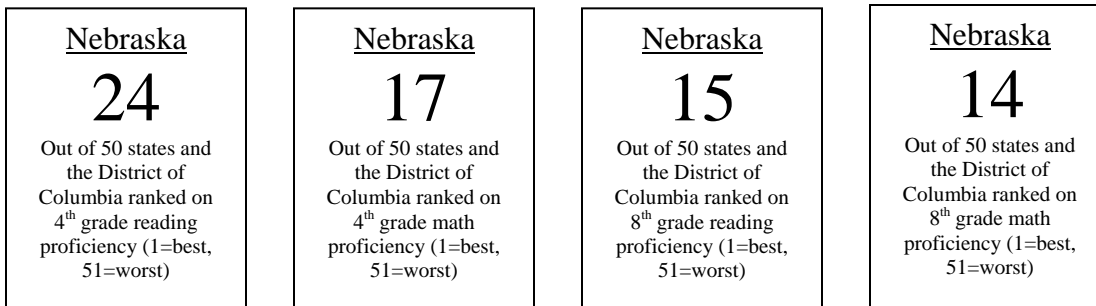 Nebraska
24
Out of 50 states and
the District of
Columbia ranked on
4th grade reading
proficiency (1=best,
51=worst)
Nebraska
17
Out of 50 states and
the District of
Columbia ranked on
4th grade math
proficiency (1=best,
51=worst)
Nebraska
15
Out of 50 states and
the District of
Columbia ranked on
8th grade reading
proficiency (1=best,
51=worst)
Nebraska
14
Out of 50 states and
the District of
Columbia ranked on
8th grade math
proficiency (1=best,
51=worst)